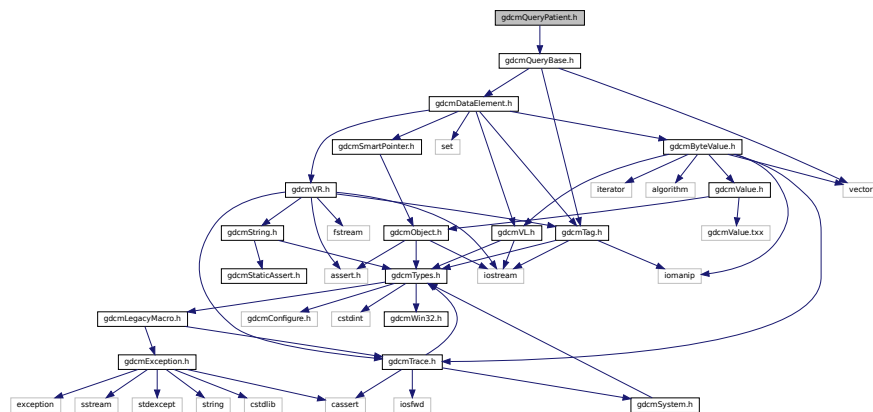 gdcmQueryPatient.h
gdcmQueryBase.h
gdcmDataElement.h
gdcmSmartPointer.h
set
gdcmByteValue.h
gdcmVR.h
iterator
algorithm
gdcmValue.h
vector
gdcmString.h
fstream
gdcmObject.h
gdcmVL.h
gdcmTag.h
gdcmValue.txx
gdcmStaticAssert.h
assert.h
gdcmTypes.h
iostream
iomanip
gdcmLegacyMacro.h
gdcmConfigure.h
cstdint
gdcmWin32.h
gdcmException.h
gdcmTrace.h
exception
sstream
stdexcept
string
cstdlib
cassert
iosfwd
gdcmSystem.h